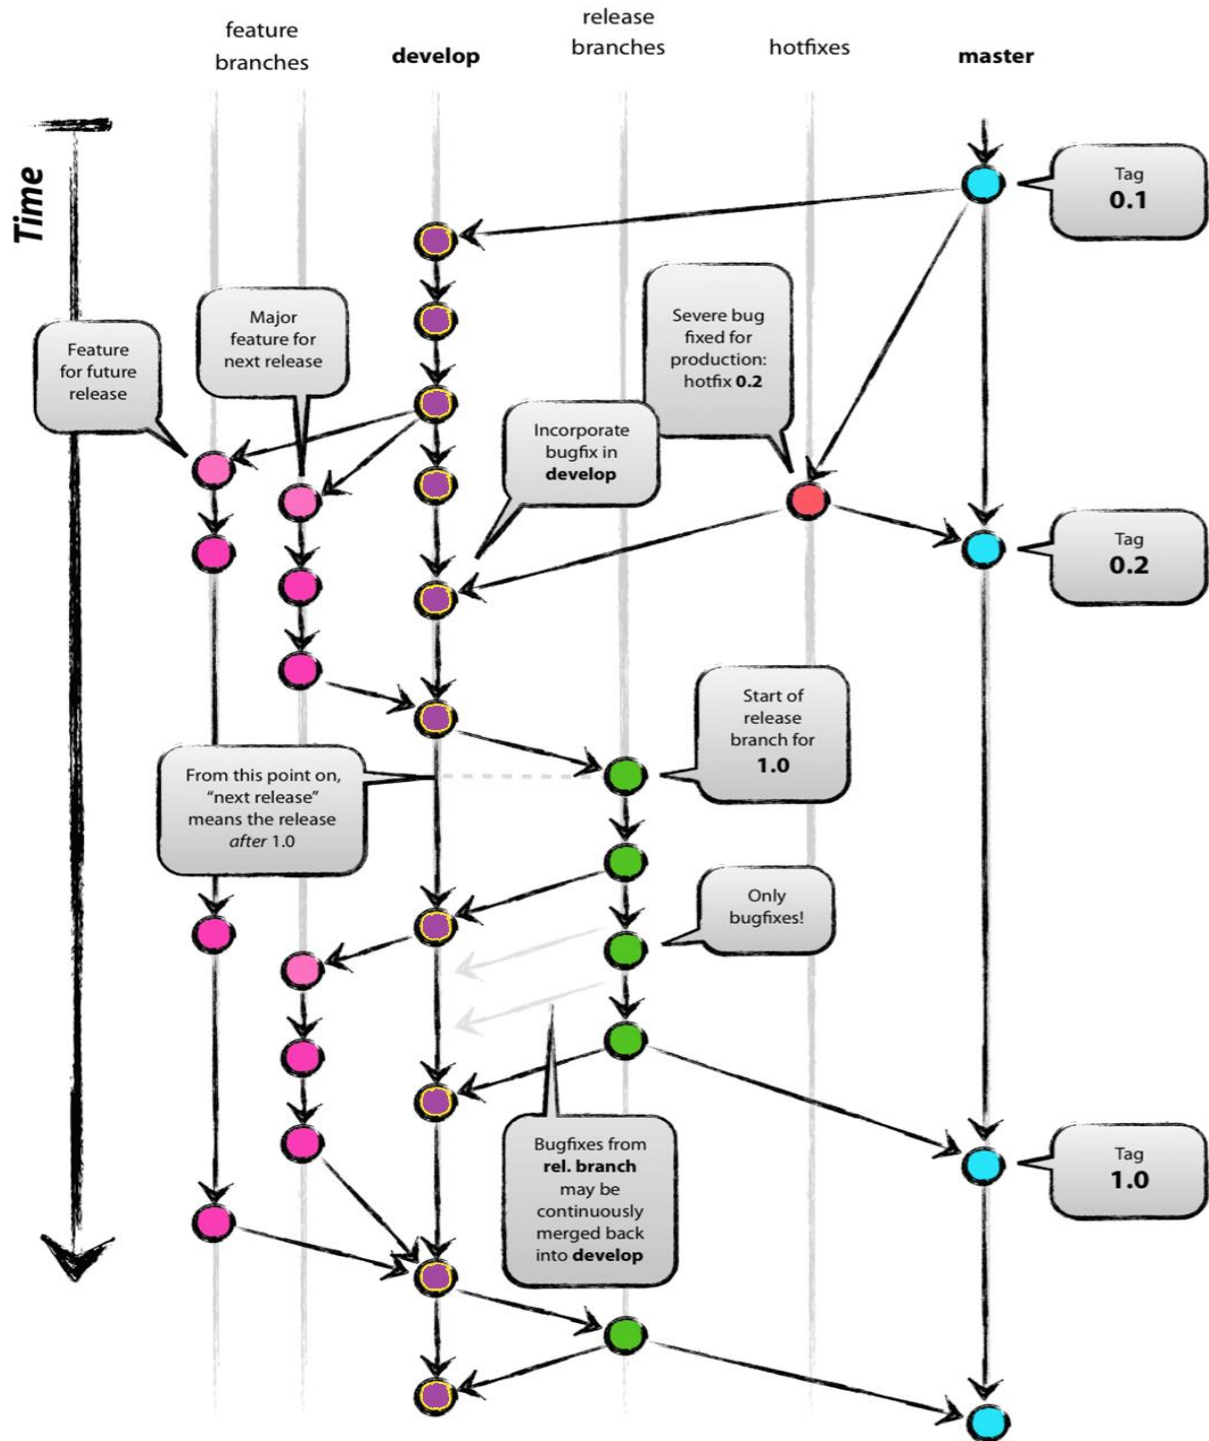 feature
branches
develop
release
branches
hotfixes
master
Time
Tag
0.1
Major
feature for
next release
Feature
for future
release
Severe bug
fixed for
production:
hotfix 0.2
Incorporate
bugfix in
develop
Tag
0.2
Start of
release
branch for
1.0
From this point on,
“next release”
means the release
after 1.0
Only
bugfixes!
Bugfixes from
rel. branch
may be
continuously
merged back
into develop
Tag
1.0